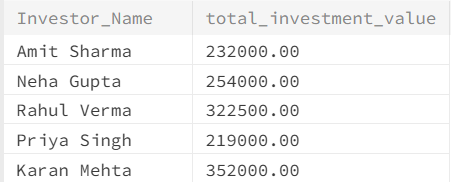 Investor_Name total_investment_value
Amit Sharma 232000.00
Neha Gupta 254000.00
Rahul Verma 322500.00
Priya Singh 219000.00
Karan Mehta 352000.00